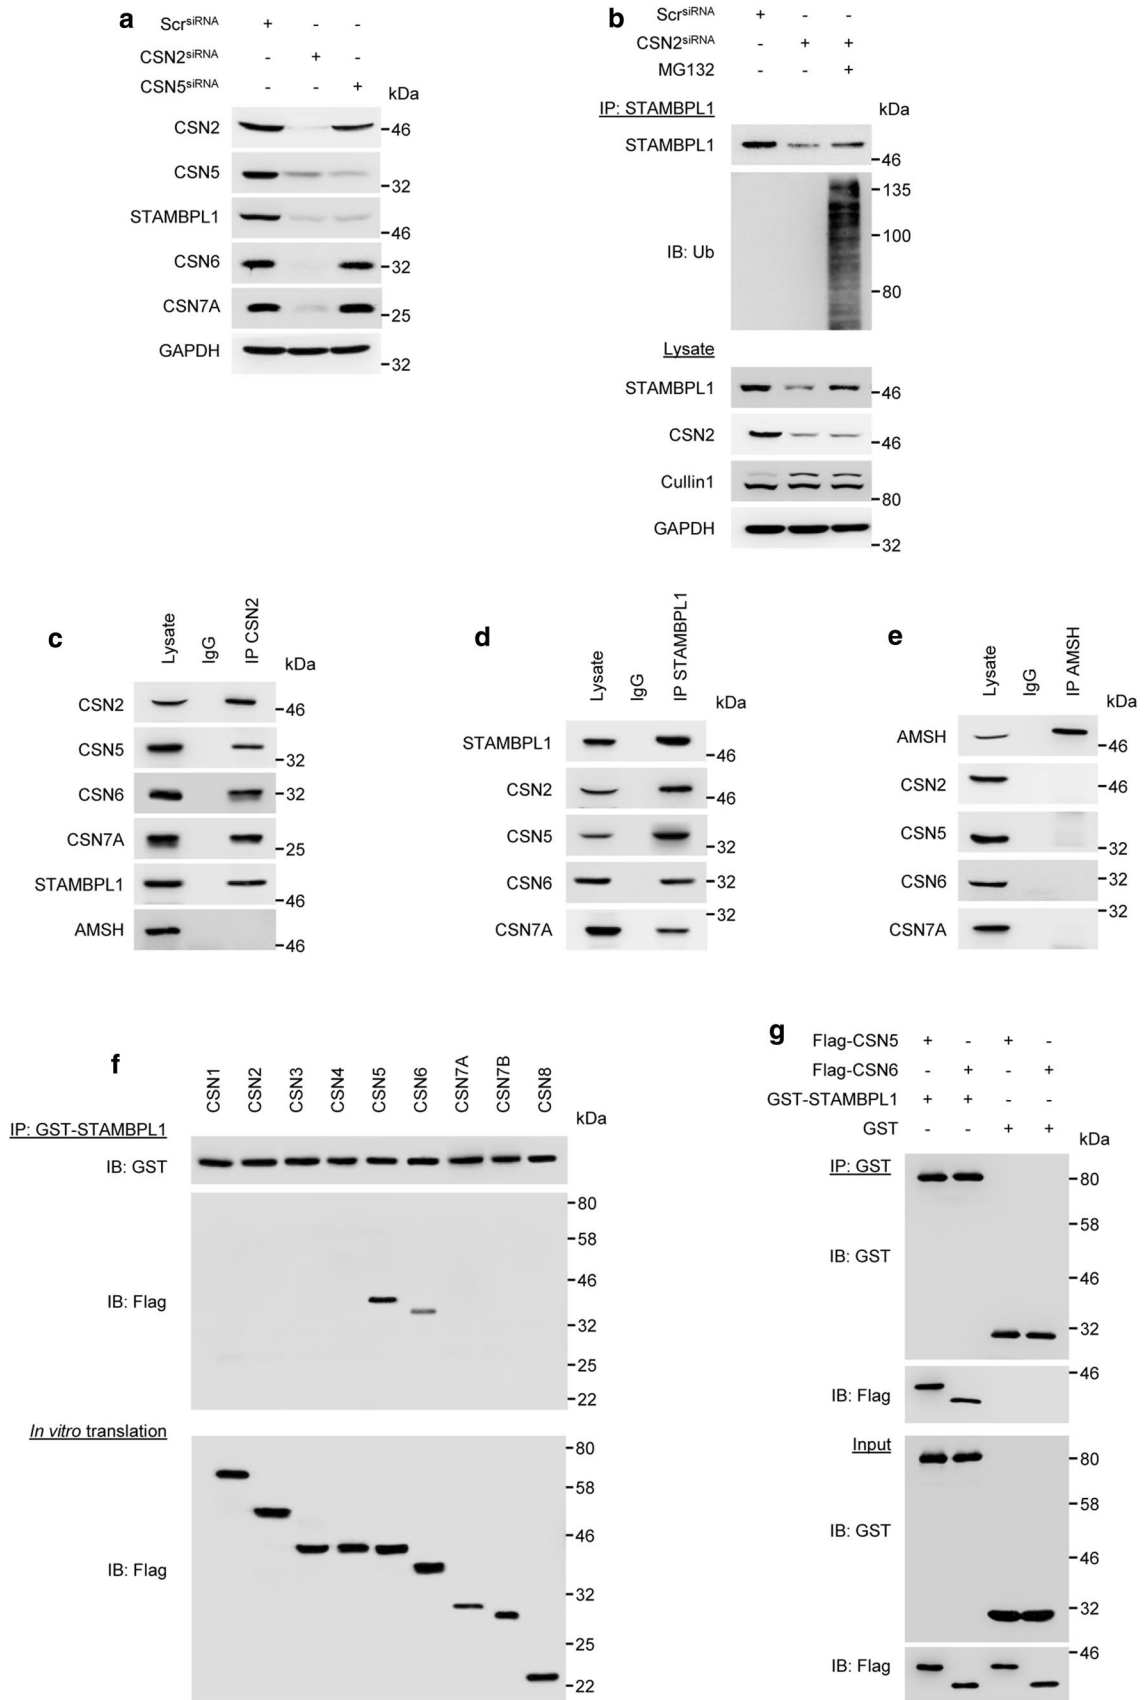 a
Scr^siRNA + - -
CSN2^siRNA - + -
CSN5^siRNA - - +
kDa
CSN2 -46
CSN5 -32
STAMBPL1 -46
CSN6 -32
CSN7A -25
GAPDH -32
b
Scr^siRNA + - -
CSN2^siRNA - + +
MG132 - - +
IP: STAMBPL1 kDa
STAMBPL1 -46
-135
-100
IB: Ub
-80
Lysate
STAMBPL1 -46
CSN2 -46
Cullin1 -80
GAPDH -32
c
Lysate IgG IP CSN2 kDa
CSN2 -46
CSN5 -32
CSN6 -32
CSN7A -25
STAMBPL1 -46
AMSH -46
d
Lysate IgG IP STAMBPL1 kDa
STAMBPL1 -46
CSN2 -46
CSN5 -32
CSN6 -32
-32
CSN7A
e
Lysate IgG IP AMSH kDa
AMSH -46
CSN2 -46
CSN5 -32
CSN6 -32
-32
CSN7A
f
CSN1 CSN2 CSN3 CSN4 CSN5 CSN6 CSN7A CSN7B CSN8
kDa
IP: GST-STAMBPL1
IB: GST
-80
-58
-46
IB: Flag
-32
-25
-22
In vitro translation
-80
-58
-46
IB: Flag
-32
-25
-22
g
Flag-CSN5 + - + -
Flag-CSN6 - + - +
GST-STAMBPL1 + + - -
GST - - + +
kDa
IP: GST
-80
-58
IB: GST
-46
-32
-46
IB: Flag
Input
-80
-58
IB: GST
-46
-32
-46
IB: Flag